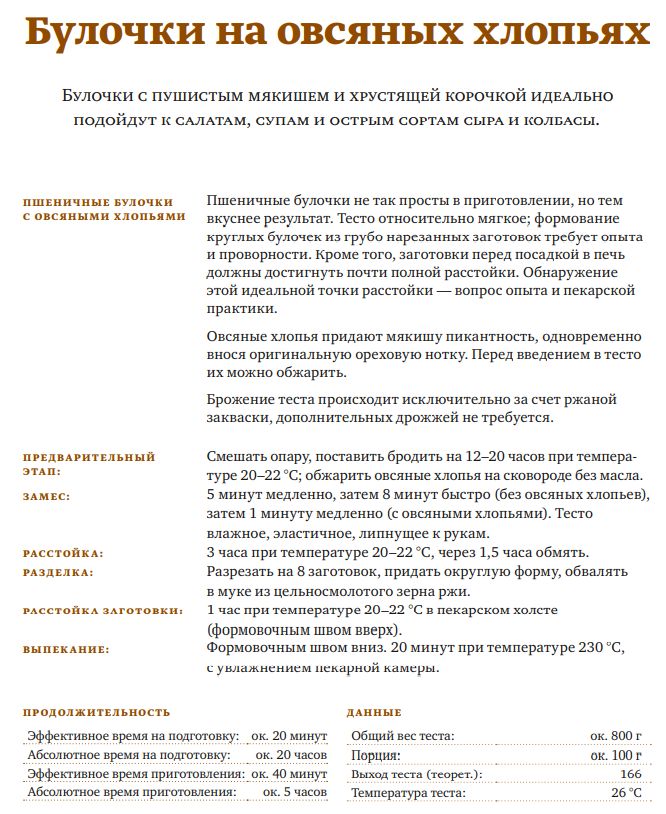 Булочки на овсяных хлопьях
Булочки с пушистым мякишем и хрустящей корочкой идеально
подойдут к салатам, супам и острым сортам сыра и колбасы.
Пшеничные булочки
с овсяными хлопьями
Пшеничные булочки не так просты в приготовлении, но тем
вкуснее результат. Тесто относительно мягкое; формование
круглых булочек из грубо нарезанных заготовок требует опыта
и проворности. Кроме того, заготовки перед посадкой в печь
должны достигнуть почти полной расстойки. Обнаружение
этой идеальной точки расстойки — вопрос опыта и пекарской
практики.
Овсяные хлопья придают мякишу пикантность, одновременно
внося оригинальную ореховую нотку. Перед введением в тесто
их можно обжарить.
Брожение теста происходит исключительно за счет ржаной
закваски, дополнительных дрожжей не требуется.
Предварительный
этап:
Смешать опару, поставить бродить на 12–20 часов при темпера-
туре 20–22 °C; обжарить овсяные хлопья на сковороде без масла.
Замес:
5 минут медленно, затем 8 минут быстро (без овсяных хлопьев),
затем 1 минуту медленно (с овсяными хлопьями). Тесто
влажное, эластичное, липнущее к рукам.
Расстойка:
3 часа при температуре 20–22 °C, через 1,5 часа обмять.
Разделка:
Разрезать на 8 заготовок, придать округлую форму, обвалять
в муке из цельносмолотого зерна ржи.
Расстойка заготовки:
1 час при температуре 20–22 °C в пекарском холсте
(формовочным швом вверх).
Выпекание:
Формовочным швом вниз. 20 минут при температуре 230 °C,
с увлажнением пекарной камеры.
Продолжительность
Эффективное время на подготовку: ок. 20 минут
Абсолютное время на подготовку: ок. 20 часов
Эффективное время приготовления: ок. 40 минут
Абсолютное время приготовления: ок. 5 часов
Данные
Общий вес теста: ок. 800 г
Порция: ок. 100 г
Выход теста (теорет.): 166
Температура теста: 26 °C